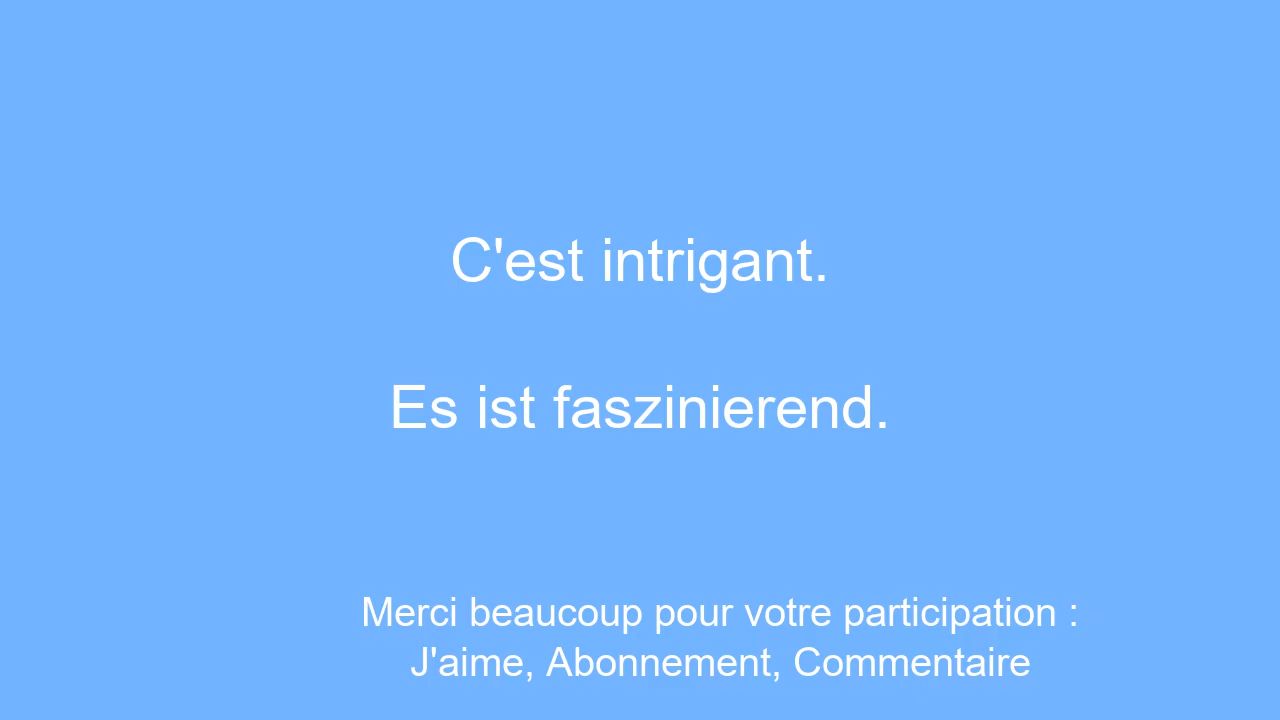 C'est intrigant.
Es ist faszinierend.
Merci beaucoup pour votre participation :
J'aime, Abonnement, Commentaire